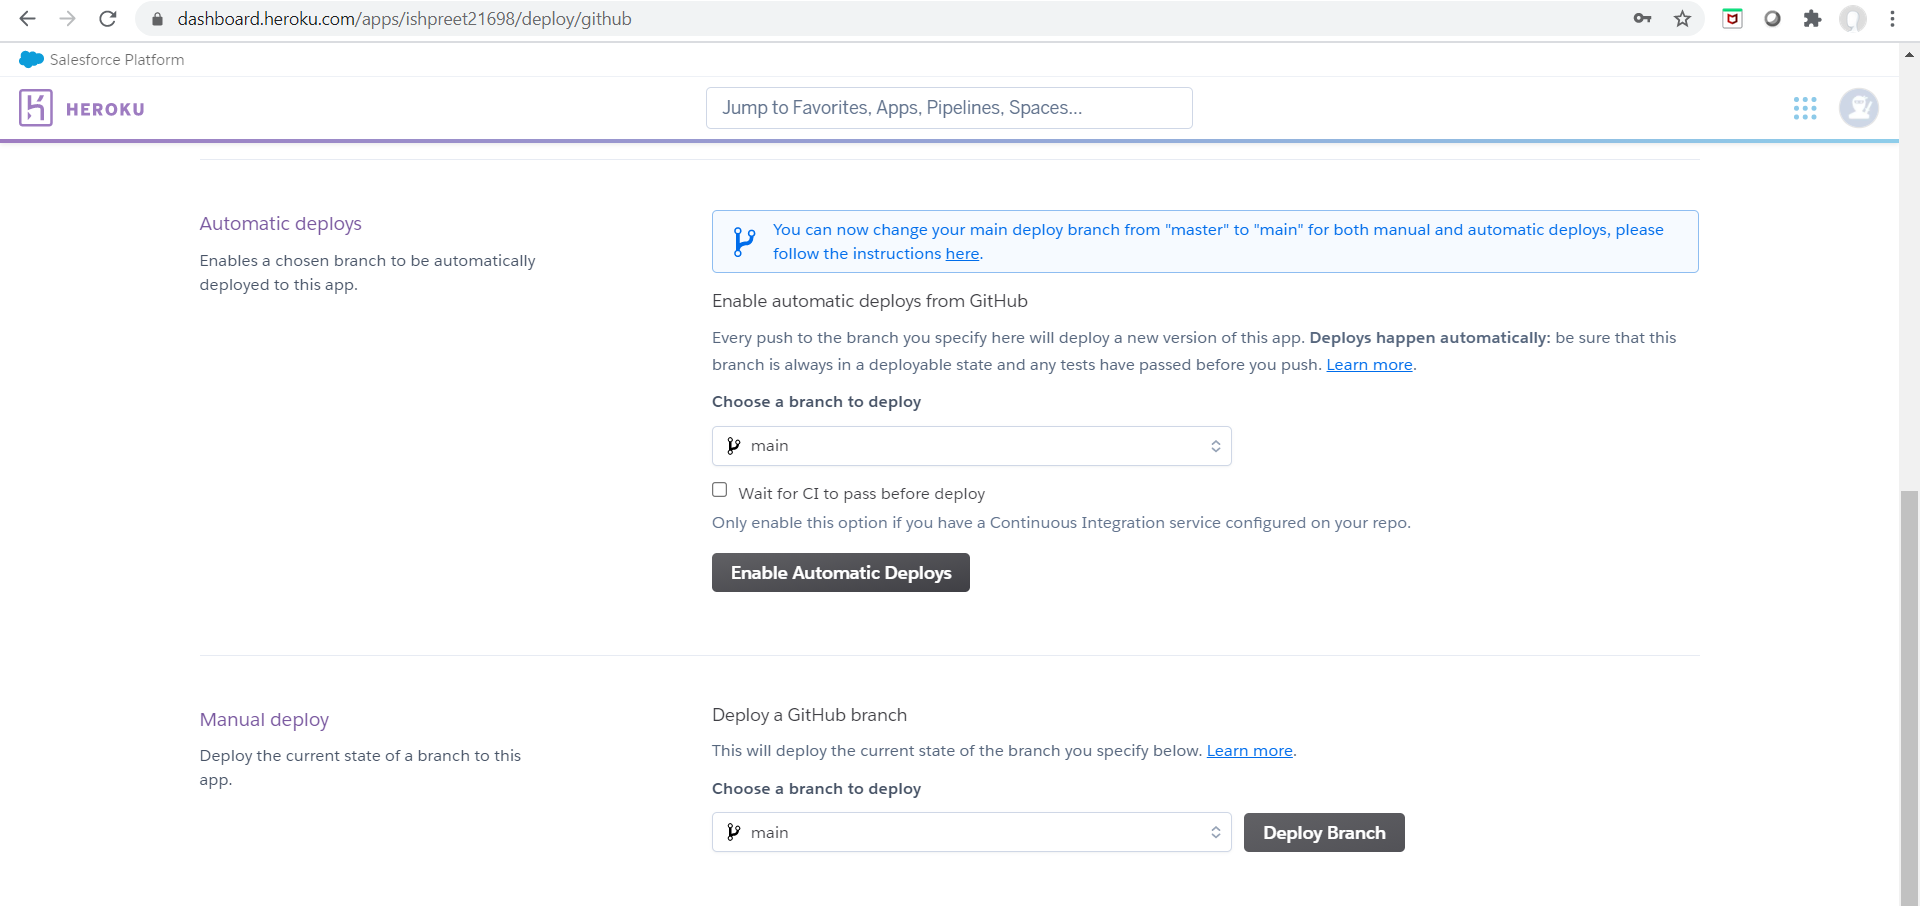 dashboard.heroku.com/apps/ishpreet21698/deploy/github
Salesforce Platform
HEROKU
Jump to Favorites, Apps, Pipelines, Spaces...
Automatic deploys
Enables a chosen branch to be automatically
deployed to this app.
You can now change your main deploy branch from "master" to "main" for both manual and automatic deploys, please
follow the instructions here.
Enable automatic deploys from GitHub
Every push to the branch you specify here will deploy a new version of this app. Deploys happen automatically: be sure that this
branch is always in a deployable state and any tests have passed before you push. Learn more.
Choose a branch to deploy
main
Wait for CI to pass before deploy
Only enable this option if you have a Continuous Integration service configured on your repo.
Enable Automatic Deploys
Manual deploy
Deploy the current state of a branch to this
app.
Deploy a GitHub branch
This will deploy the current state of the branch you specify below. Learn more.
Choose a branch to deploy
main
Deploy Branch